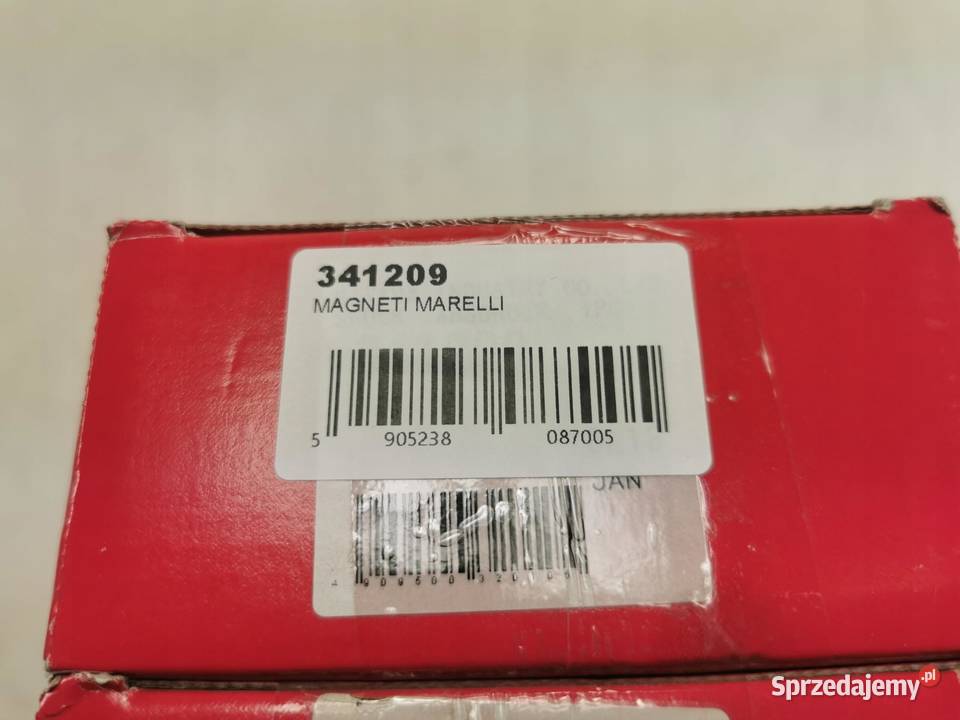 341209
MAGNETI MARELLI
5 905238 087005
JAN
Sprzedajemy.pl